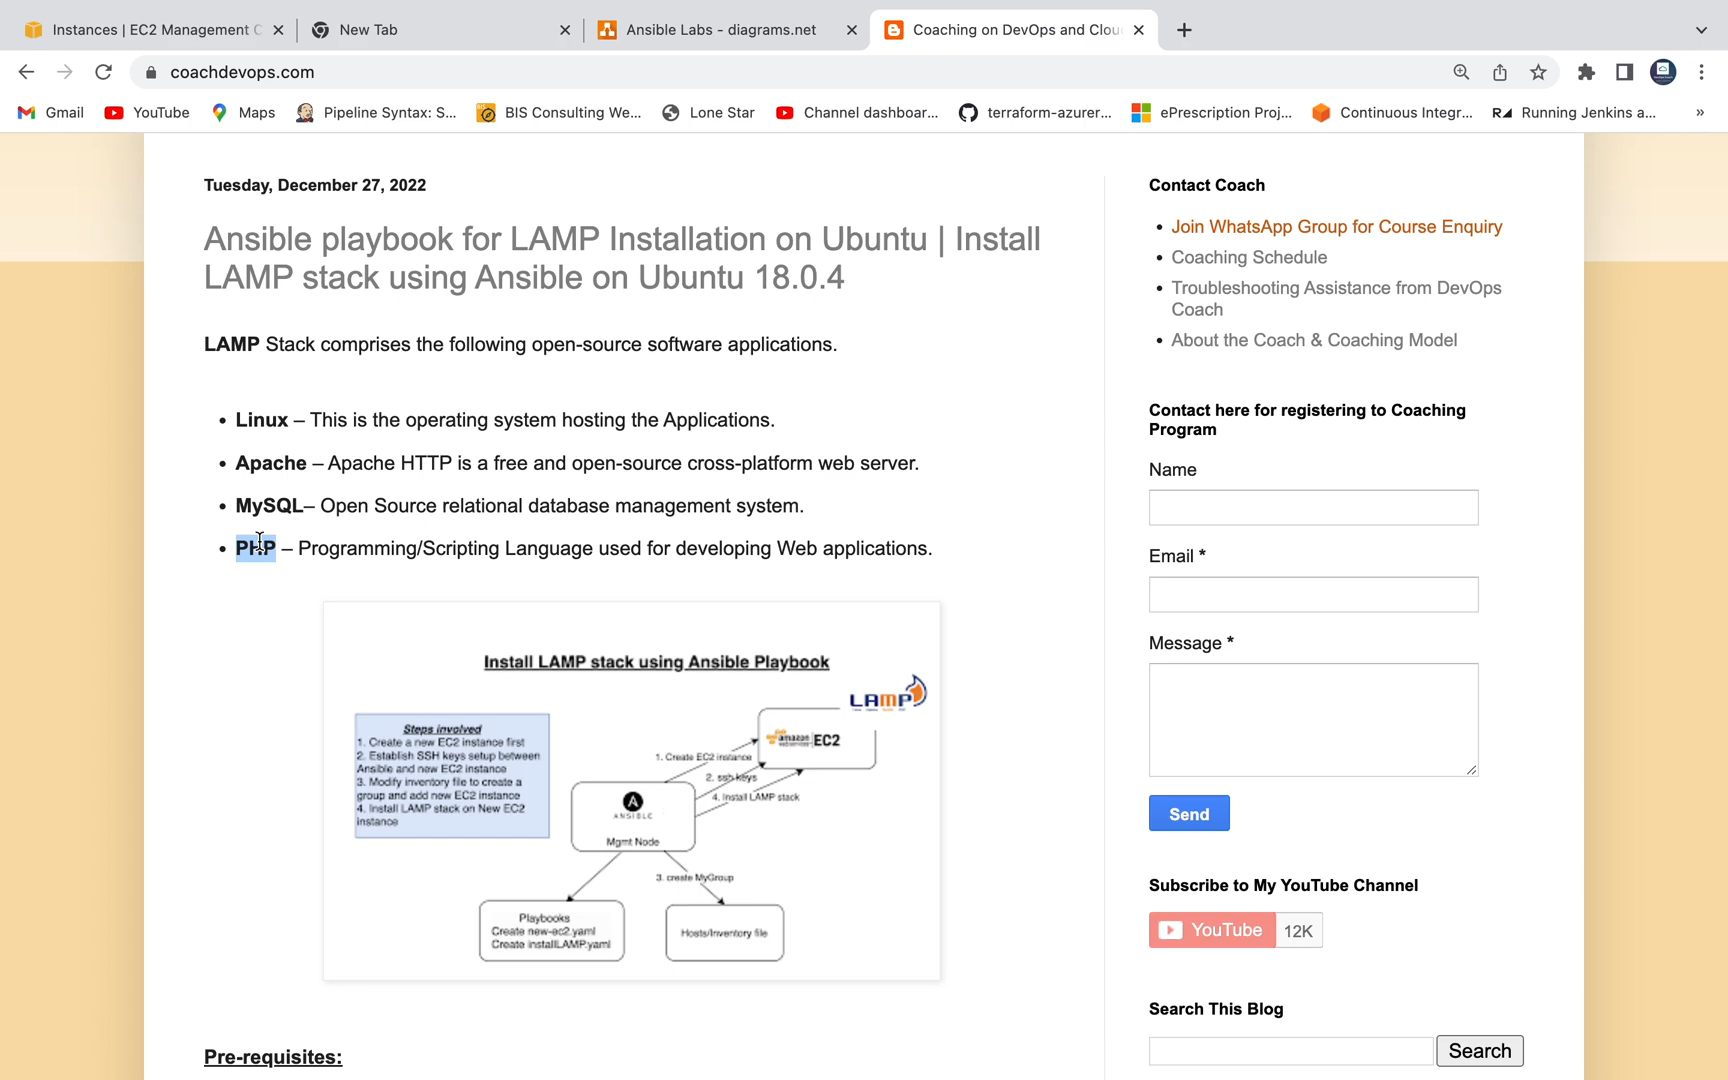 Instances | EC2 Management C
New Tab
Ansible Labs - diagrams.net
Coaching on DevOps and Clou
coachdevops.com
Gmail
YouTube
Maps
Pipeline Syntax: S...
BIS Consulting We...
Lone Star
Channel dashboar...
terraform-azurer...
ePrescription Proj...
Continuous Integr...
Running Jenkins a...
»
Tuesday, December 27, 2022
Ansible playbook for LAMP Installation on Ubuntu | Install
LAMP stack using Ansible on Ubuntu 18.0.4
LAMP Stack comprises the following open-source software applications.
• Linux – This is the operating system hosting the Applications.
• Apache – Apache HTTP is a free and open-source cross-platform web server.
• MySQL– Open Source relational database management system.
• PHP – Programming/Scripting Language used for developing Web applications.
Install LAMP stack using Ansible Playbook
LAMP
Steps involved
1. Create a new EC2 instance first
2. Establish SSH keys setup between
Ansible and new EC2 instance
3. Modify inventory file to create a
group and add new EC2 instance
4. Install LAMP stack on New EC2
instance
amazon EC2
1. Create EC2 instance
2. ssh keys
4. Install LAMP stack
ANSIBLE
Mgmt Node
3. create MyGroup
Playbooks
Create new-ec2.yaml
Create installLAMP.yaml
Hosts/Inventory file
Pre-requisites:
Contact Coach
• Join WhatsApp Group for Course Enquiry
• Coaching Schedule
• Troubleshooting Assistance from DevOps
Coach
• About the Coach & Coaching Model
Contact here for registering to Coaching
Program
Name
Email *
Message *
Send
Subscribe to My YouTube Channel
YouTube 12K
Search This Blog
Search